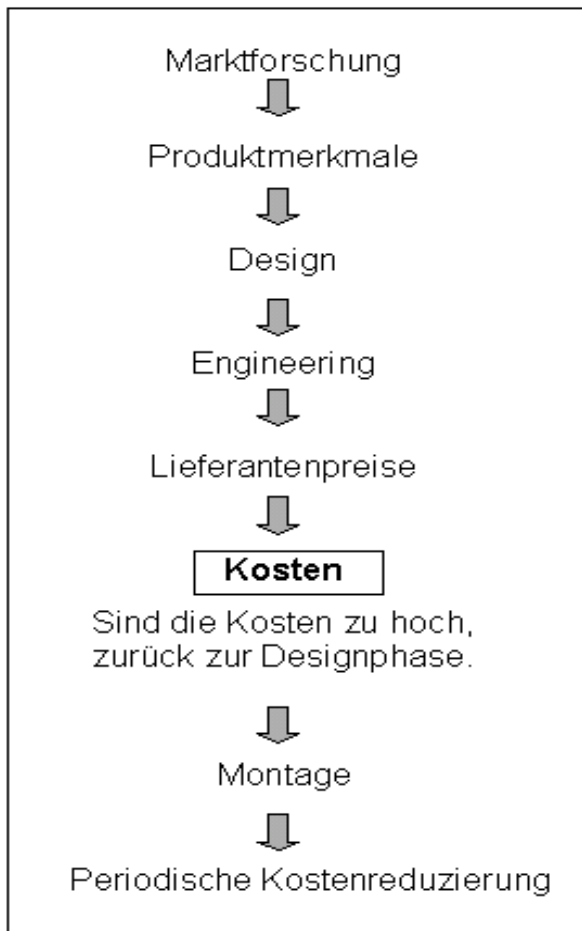 Marktforschung
Produktmerkmale
Design
Engineering
Lieferantenpreise
Kosten
Sind die Kosten zu hoch,
zurück zur Designphase.
Montage
Periodische Kostenreduzierung